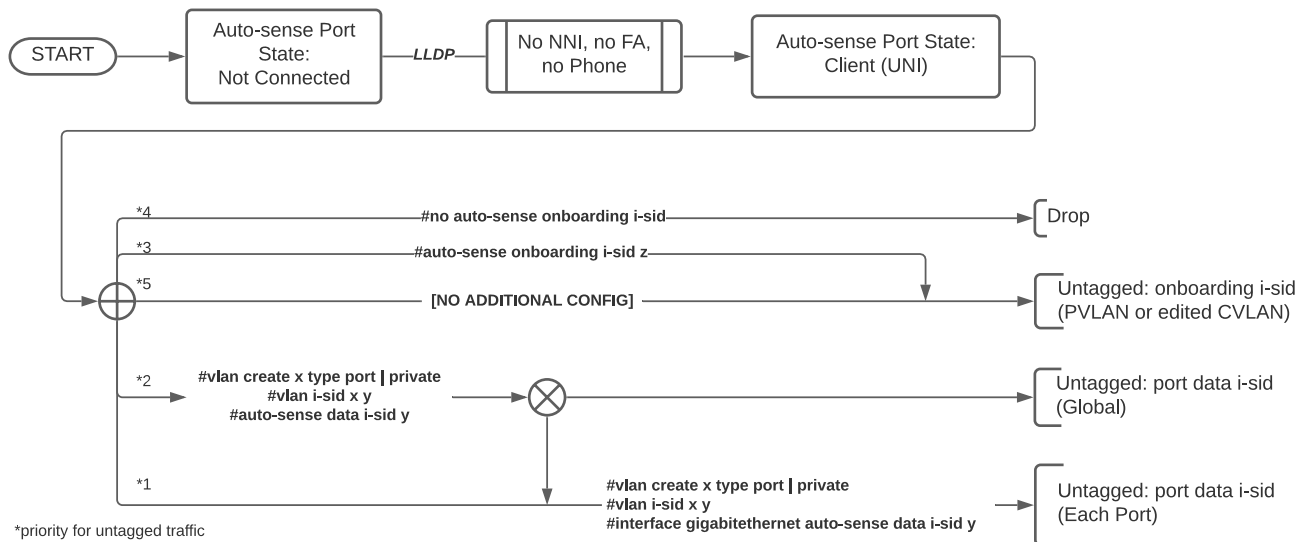 START
Auto-sense Port
State:
Not Connected
LLDP
No NNI, no FA,
no Phone
Auto-sense Port State:
Client (UNI)
*4
#no auto-sense onboarding i-sid
Drop
*3
#auto-sense onboarding i-sid z
*5
[NO ADDITIONAL CONFIG]
Untagged: onboarding i-sid
(PVLAN or edited CVLAN)
*2
#vlan create x type port | private
#vlan i-sid x y
#auto-sense data i-sid y
Untagged: port data i-sid
(Global)
*1
#vlan create x type port | private
#vlan i-sid x y
#interface gigabitethernet auto-sense data i-sid y
Untagged: port data i-sid
(Each Port)
*priority for untagged traffic